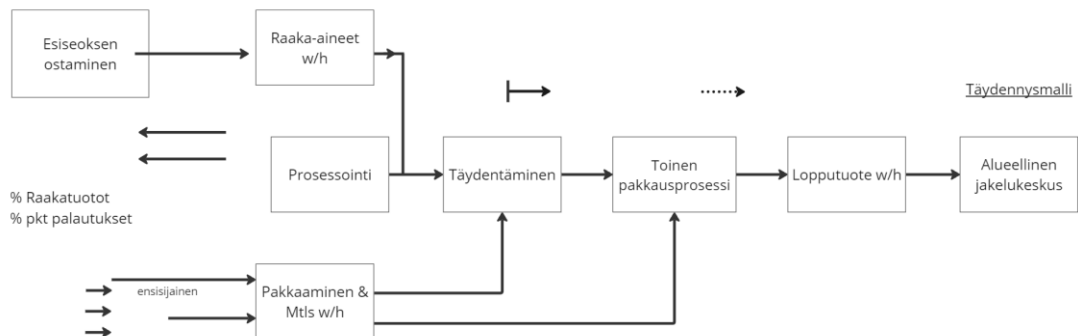 Esiseoksen
ostaminen
Raaka-aineet
w/h
Täydennysmalli
Prosessointi
Täydentäminen
Toinen
pakkausprosessi
Lopputuote w/h
Alueellinen
jakelukeskus
% Raakatuotot
% pkt palautukset
ensisijainen
Pakkaaminen &
Mtls w/h